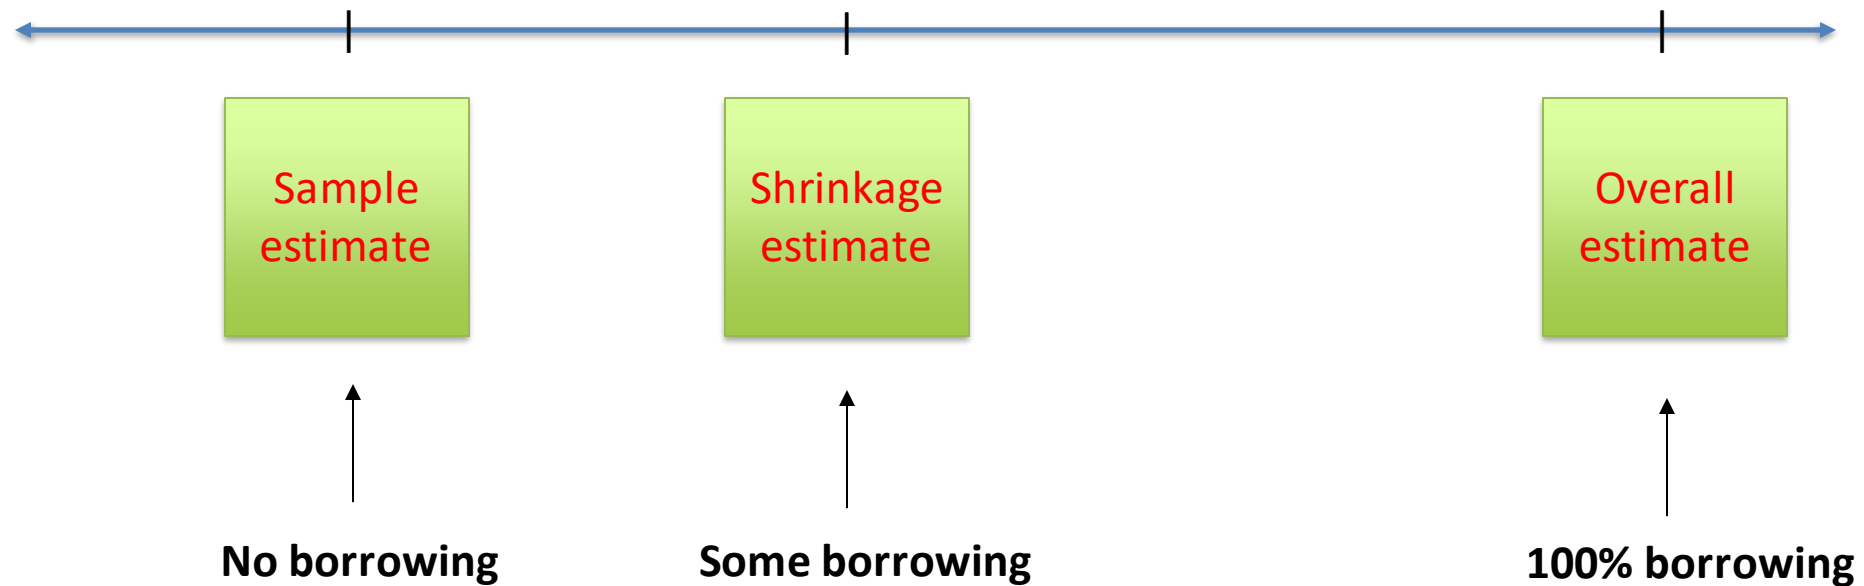 Sample
estimate
Shrinkage
estimate
Overall
estimate
No borrowing
Some borrowing
100% borrowing